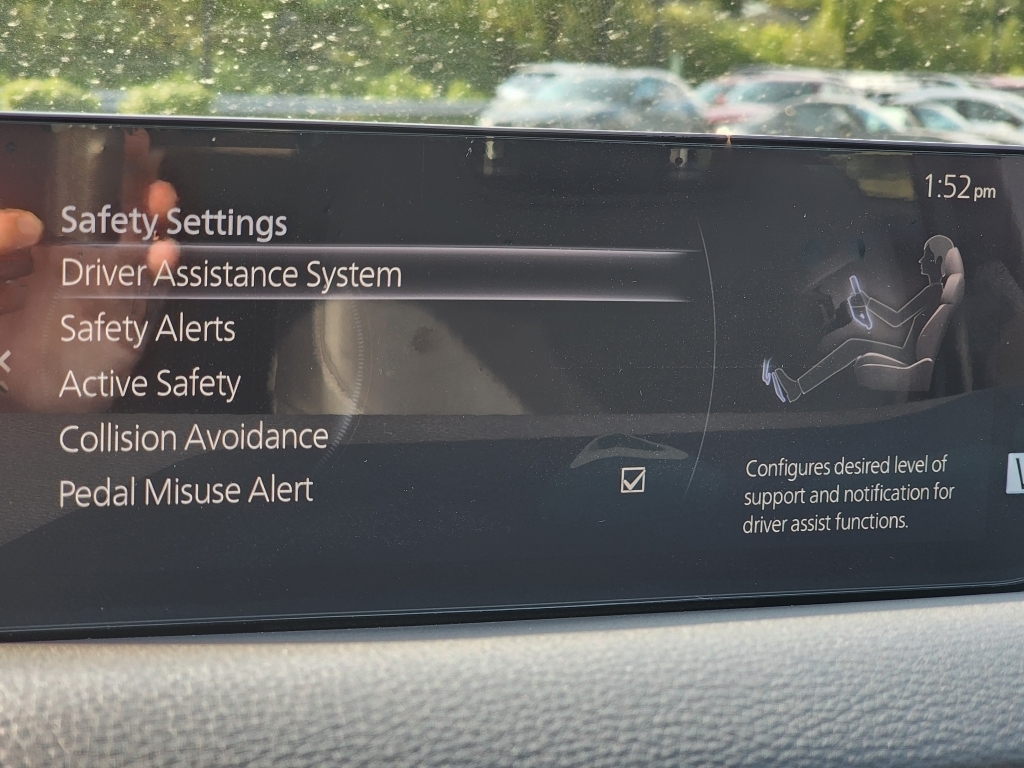 1:52 pm
Safety Settings
Driver Assistance System
Safety Alerts
Active Safety
Collision Avoidance
Pedal Misuse Alert
Configures desired level of
support and notification for
driver assist functions.